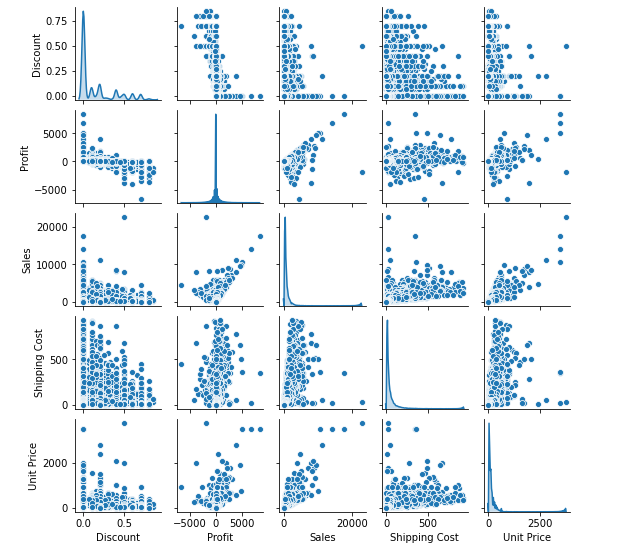 0.75
0.50
0.25
0.00
Discount
5000
0
−5000
Profit
20000
10000
0
Sales
500
0
Shipping Cost
2000
0
Unit Price
0.0 0.5 −5000 0 5000 0 20000 0 500 0 2500
Discount Profit Sales Shipping Cost Unit Price